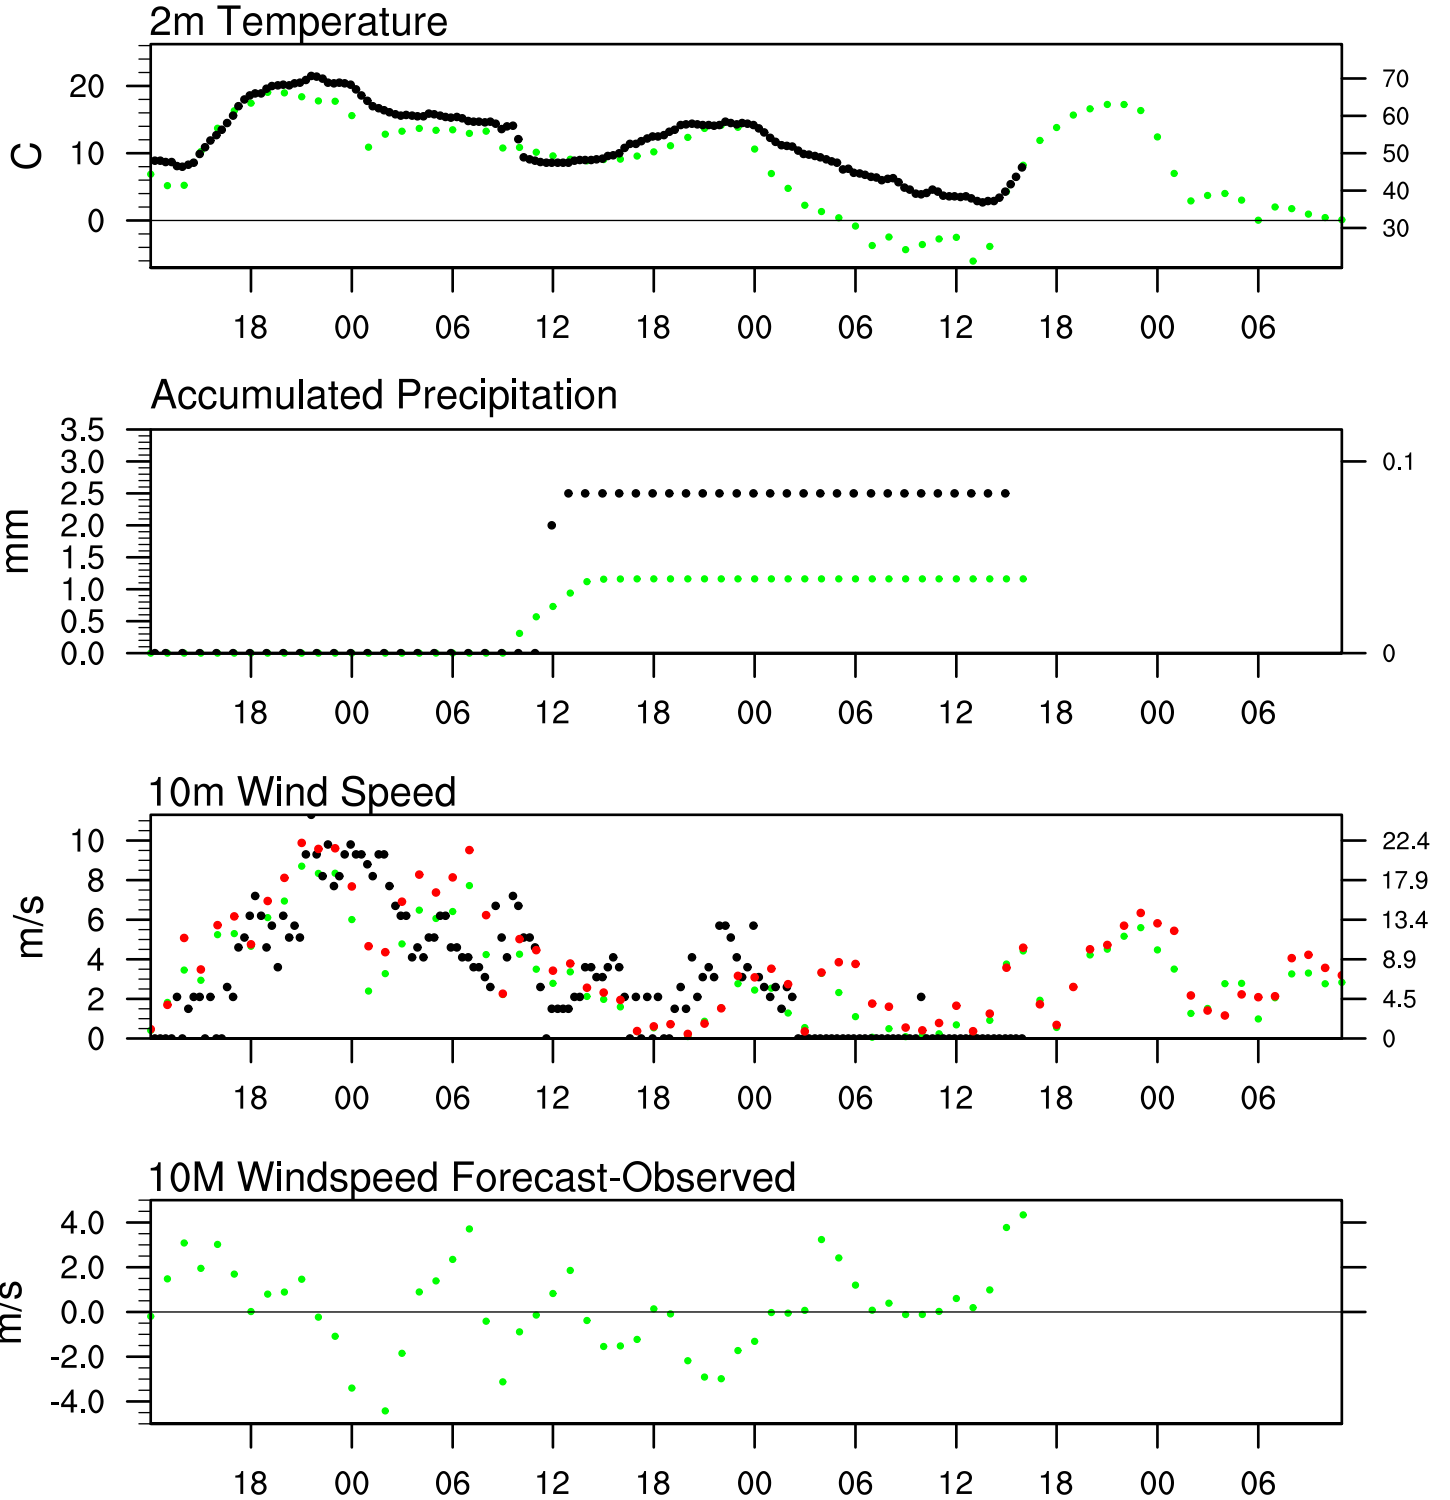 2m Temperature
C
20
10
0
70
60
50
40
30
18 00 06 12 18 00 06 12 18 00 06
Accumulated Precipitation
mm
3.5
3.0
2.5
2.0
1.5
1.0
0.5
0.0
0.1
0
18 00 06 12 18 00 06 12 18 00 06
10m Wind Speed
m/s
10
8
6
4
2
0
22.4
17.9
13.4
8.9
4.5
0
18 00 06 12 18 00 06 12 18 00 06
10M Windspeed Forecast-Observed
m/s
4.0
2.0
0.0
-2.0
-4.0
18 00 06 12 18 00 06 12 18 00 06